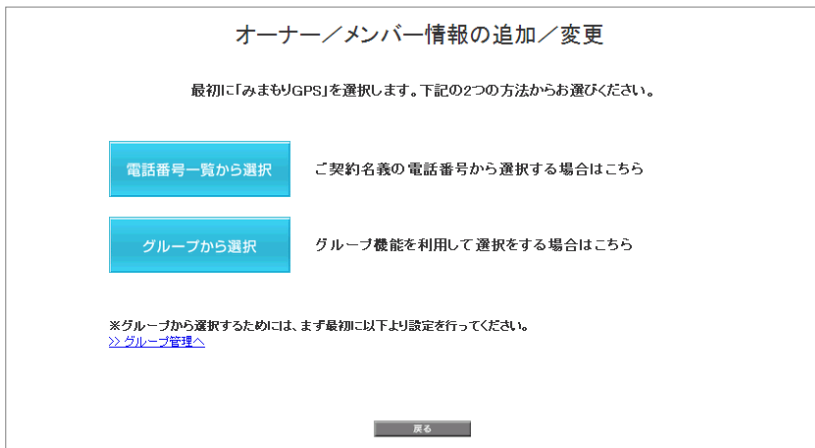 オーナー／メンバー情報の追加／変更
最初に「みまもりGPS」を選択します。下記の2つの方法からお選びください。
電話番号一覧から選択
ご契約名義の電話番号から選択する場合はこちら
グループから選択
グループ機能を利用して選択をする場合はこちら
※グループから選択するためには、まず最初に以下より設定を行ってください。
>> グループ管理へ
戻る